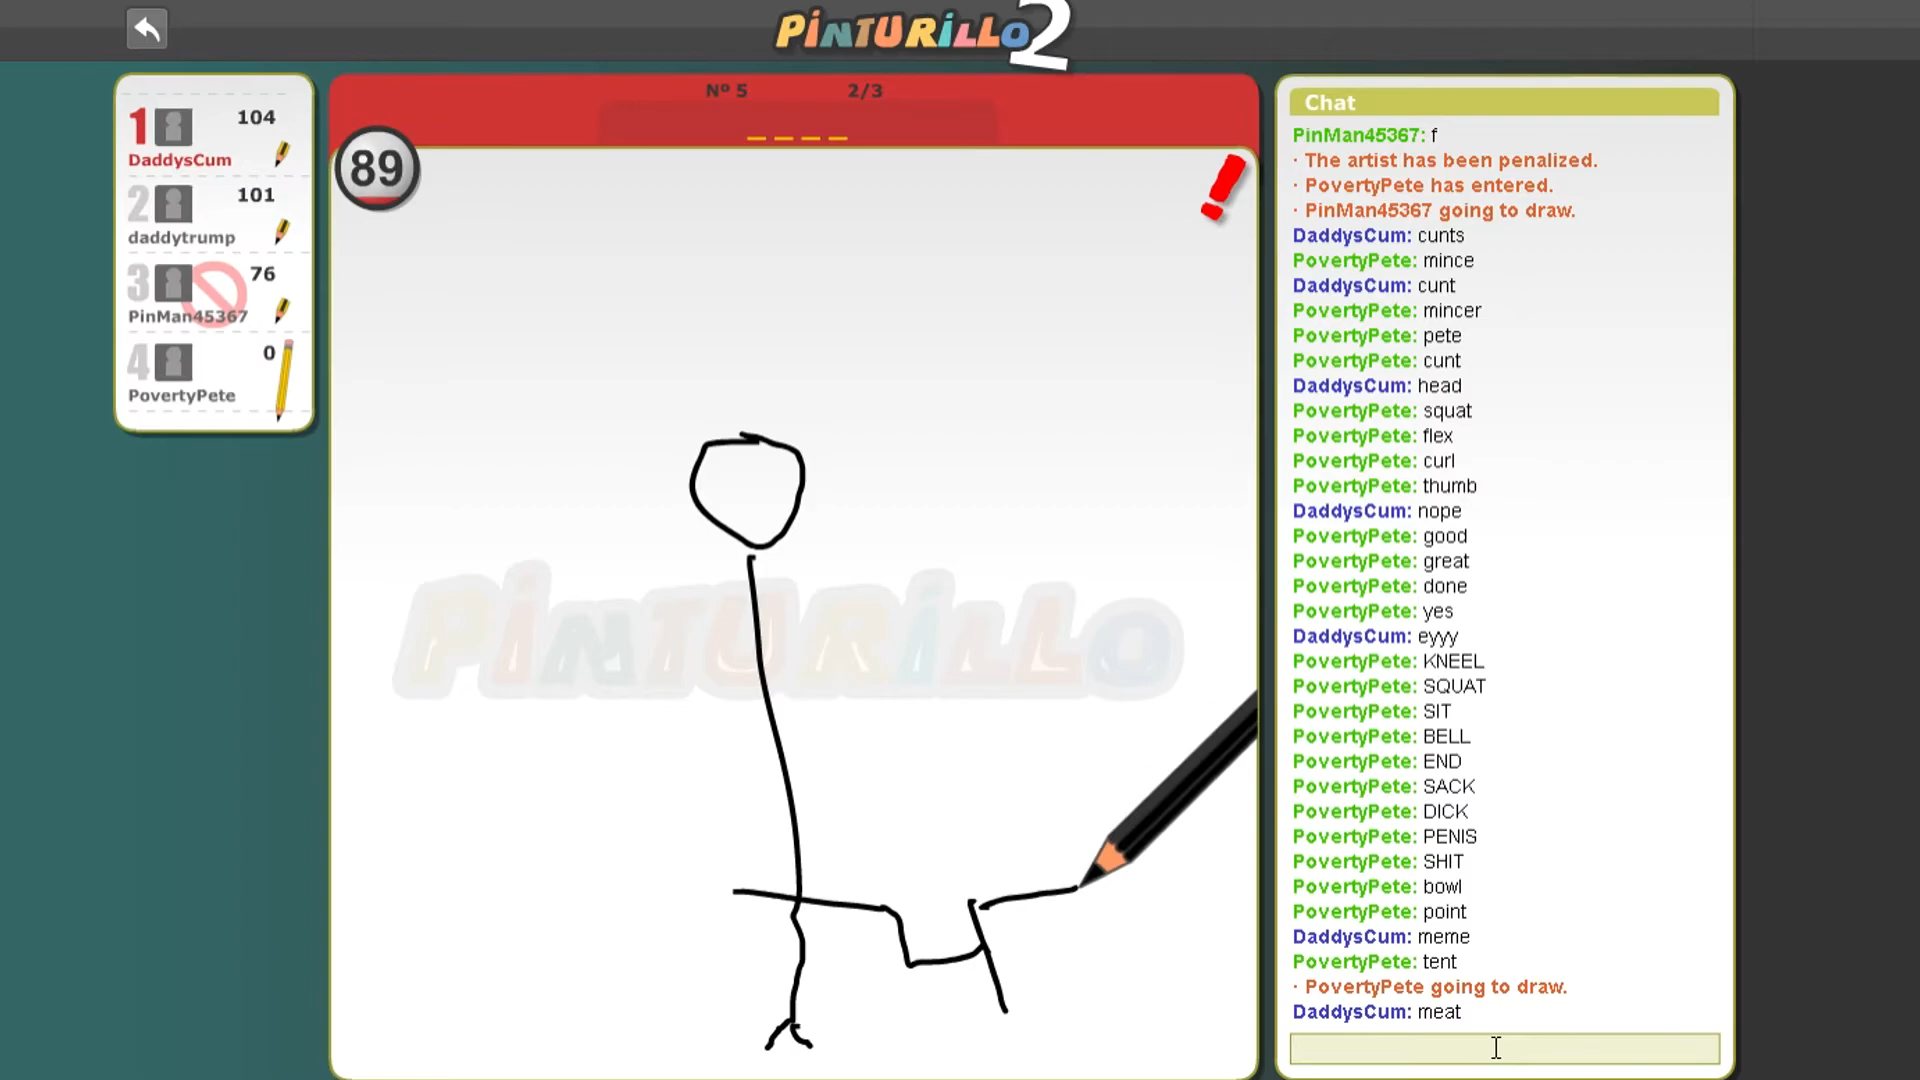 PiNTURiLLo 2
1 104
DaddysCum
2 101
daddytrump
3 76
PinMan45367
4 0
PovertyPete
Nº 5 2/3
_ _ _ _
89
!
PiNTURiLLo
Chat
PinMan45367: f
· The artist has been penalized.
· PovertyPete has entered.
· PinMan45367 going to draw.
DaddysCum: cunts
PovertyPete: mince
DaddysCum: cunt
PovertyPete: mincer
PovertyPete: pete
PovertyPete: cunt
DaddysCum: head
PovertyPete: squat
PovertyPete: flex
PovertyPete: curl
PovertyPete: thumb
DaddysCum: nope
PovertyPete: good
PovertyPete: great
PovertyPete: done
PovertyPete: yes
DaddysCum: eyyy
PovertyPete: KNEEL
PovertyPete: SQUAT
PovertyPete: SIT
PovertyPete: BELL
PovertyPete: END
PovertyPete: SACK
PovertyPete: DICK
PovertyPete: PENIS
PovertyPete: SHIT
PovertyPete: bowl
PovertyPete: point
DaddysCum: meme
PovertyPete: tent
· PovertyPete going to draw.
DaddysCum: meat